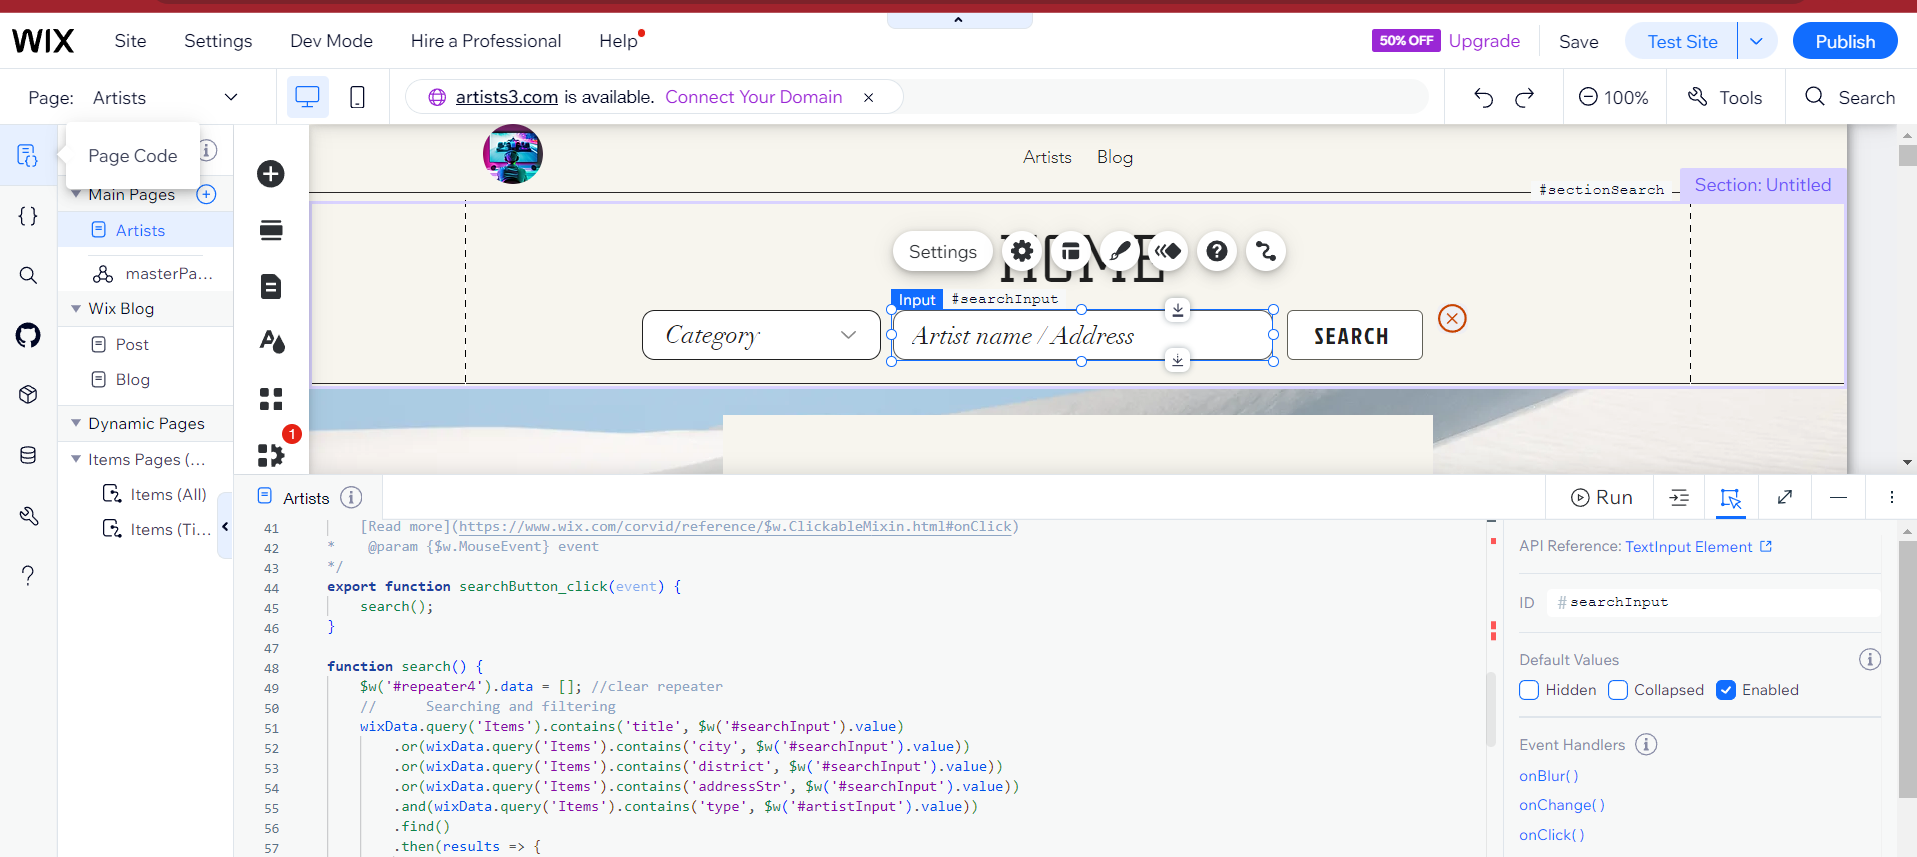 WIX Site Settings Dev Mode Hire a Professional Help 50% OFF Upgrade Save Test Site Publish
Page: Artists artists3.com is available. Connect Your Domain × 100% Tools Search
Page Code
Main Pages
Artists
masterPa...
Wix Blog
Post
Blog
Dynamic Pages
Items Pages (...
Items (All)
Items (Ti...
1
Artists Blog
#sectionSearch
Section: Untitled
HOME
Settings
Input #searchInput
Category Artist name / Address SEARCH
Artists
Run
41 [Read more](https://www.wix.com/corvid/reference/$w.ClickableMixin.html#onClick)
42 * @param {$w.MouseEvent} event
43 */
44 export function searchButton_click(event) {
45 search();
46 }
47
48 function search() {
49 $w('#repeater4').data = []; //clear repeater
50 // Searching and filtering
51 wixData.query('Items').contains('title', $w('#searchInput').value)
52 .or(wixData.query('Items').contains('city', $w('#searchInput').value))
53 .or(wixData.query('Items').contains('district', $w('#searchInput').value))
54 .or(wixData.query('Items').contains('addressStr', $w('#searchInput').value))
55 .and(wixData.query('Items').contains('type', $w('#artistInput').value))
56 .find()
57 .then(results => {
API Reference: TextInput Element
ID # searchInput
Default Values
Hidden Collapsed Enabled
Event Handlers
onBlur()
onChange()
onClick()